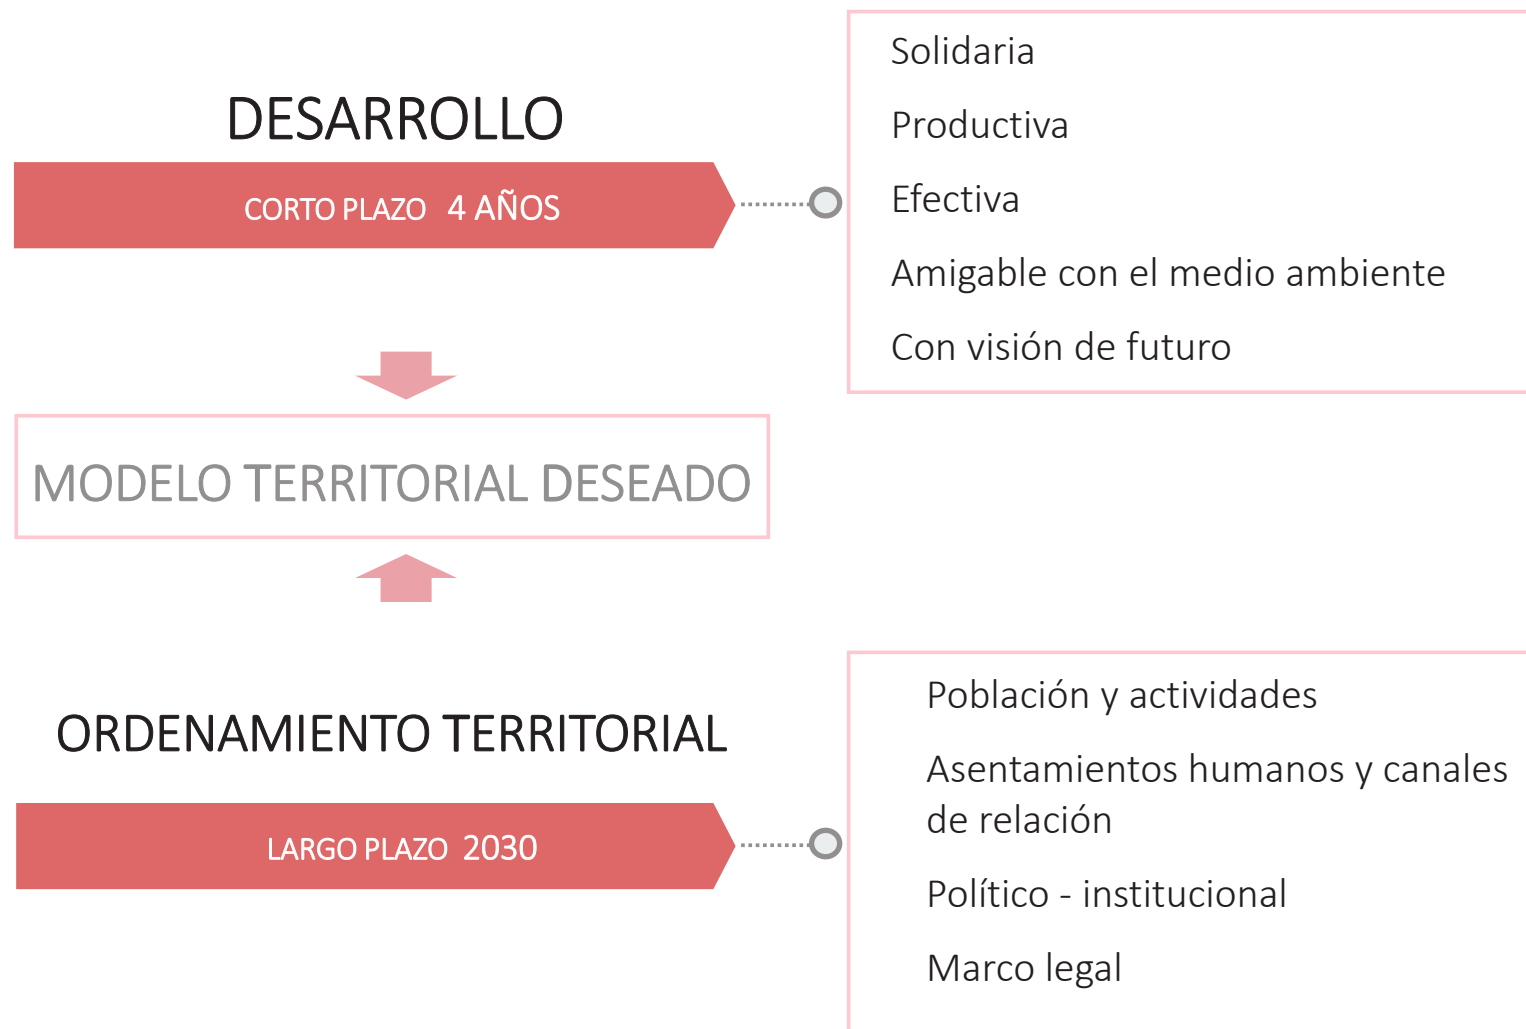 DESARROLLO
CORTO PLAZO 4 AÑOS
Solidaria
Productiva
Efectiva
Amigable con el medio ambiente
Con visión de futuro
MODELO TERRITORIAL DESEADO
ORDENAMIENTO TERRITORIAL
LARGO PLAZO 2030
Población y actividades
Asentamientos humanos y canales
de relación
Político - institucional
Marco legal